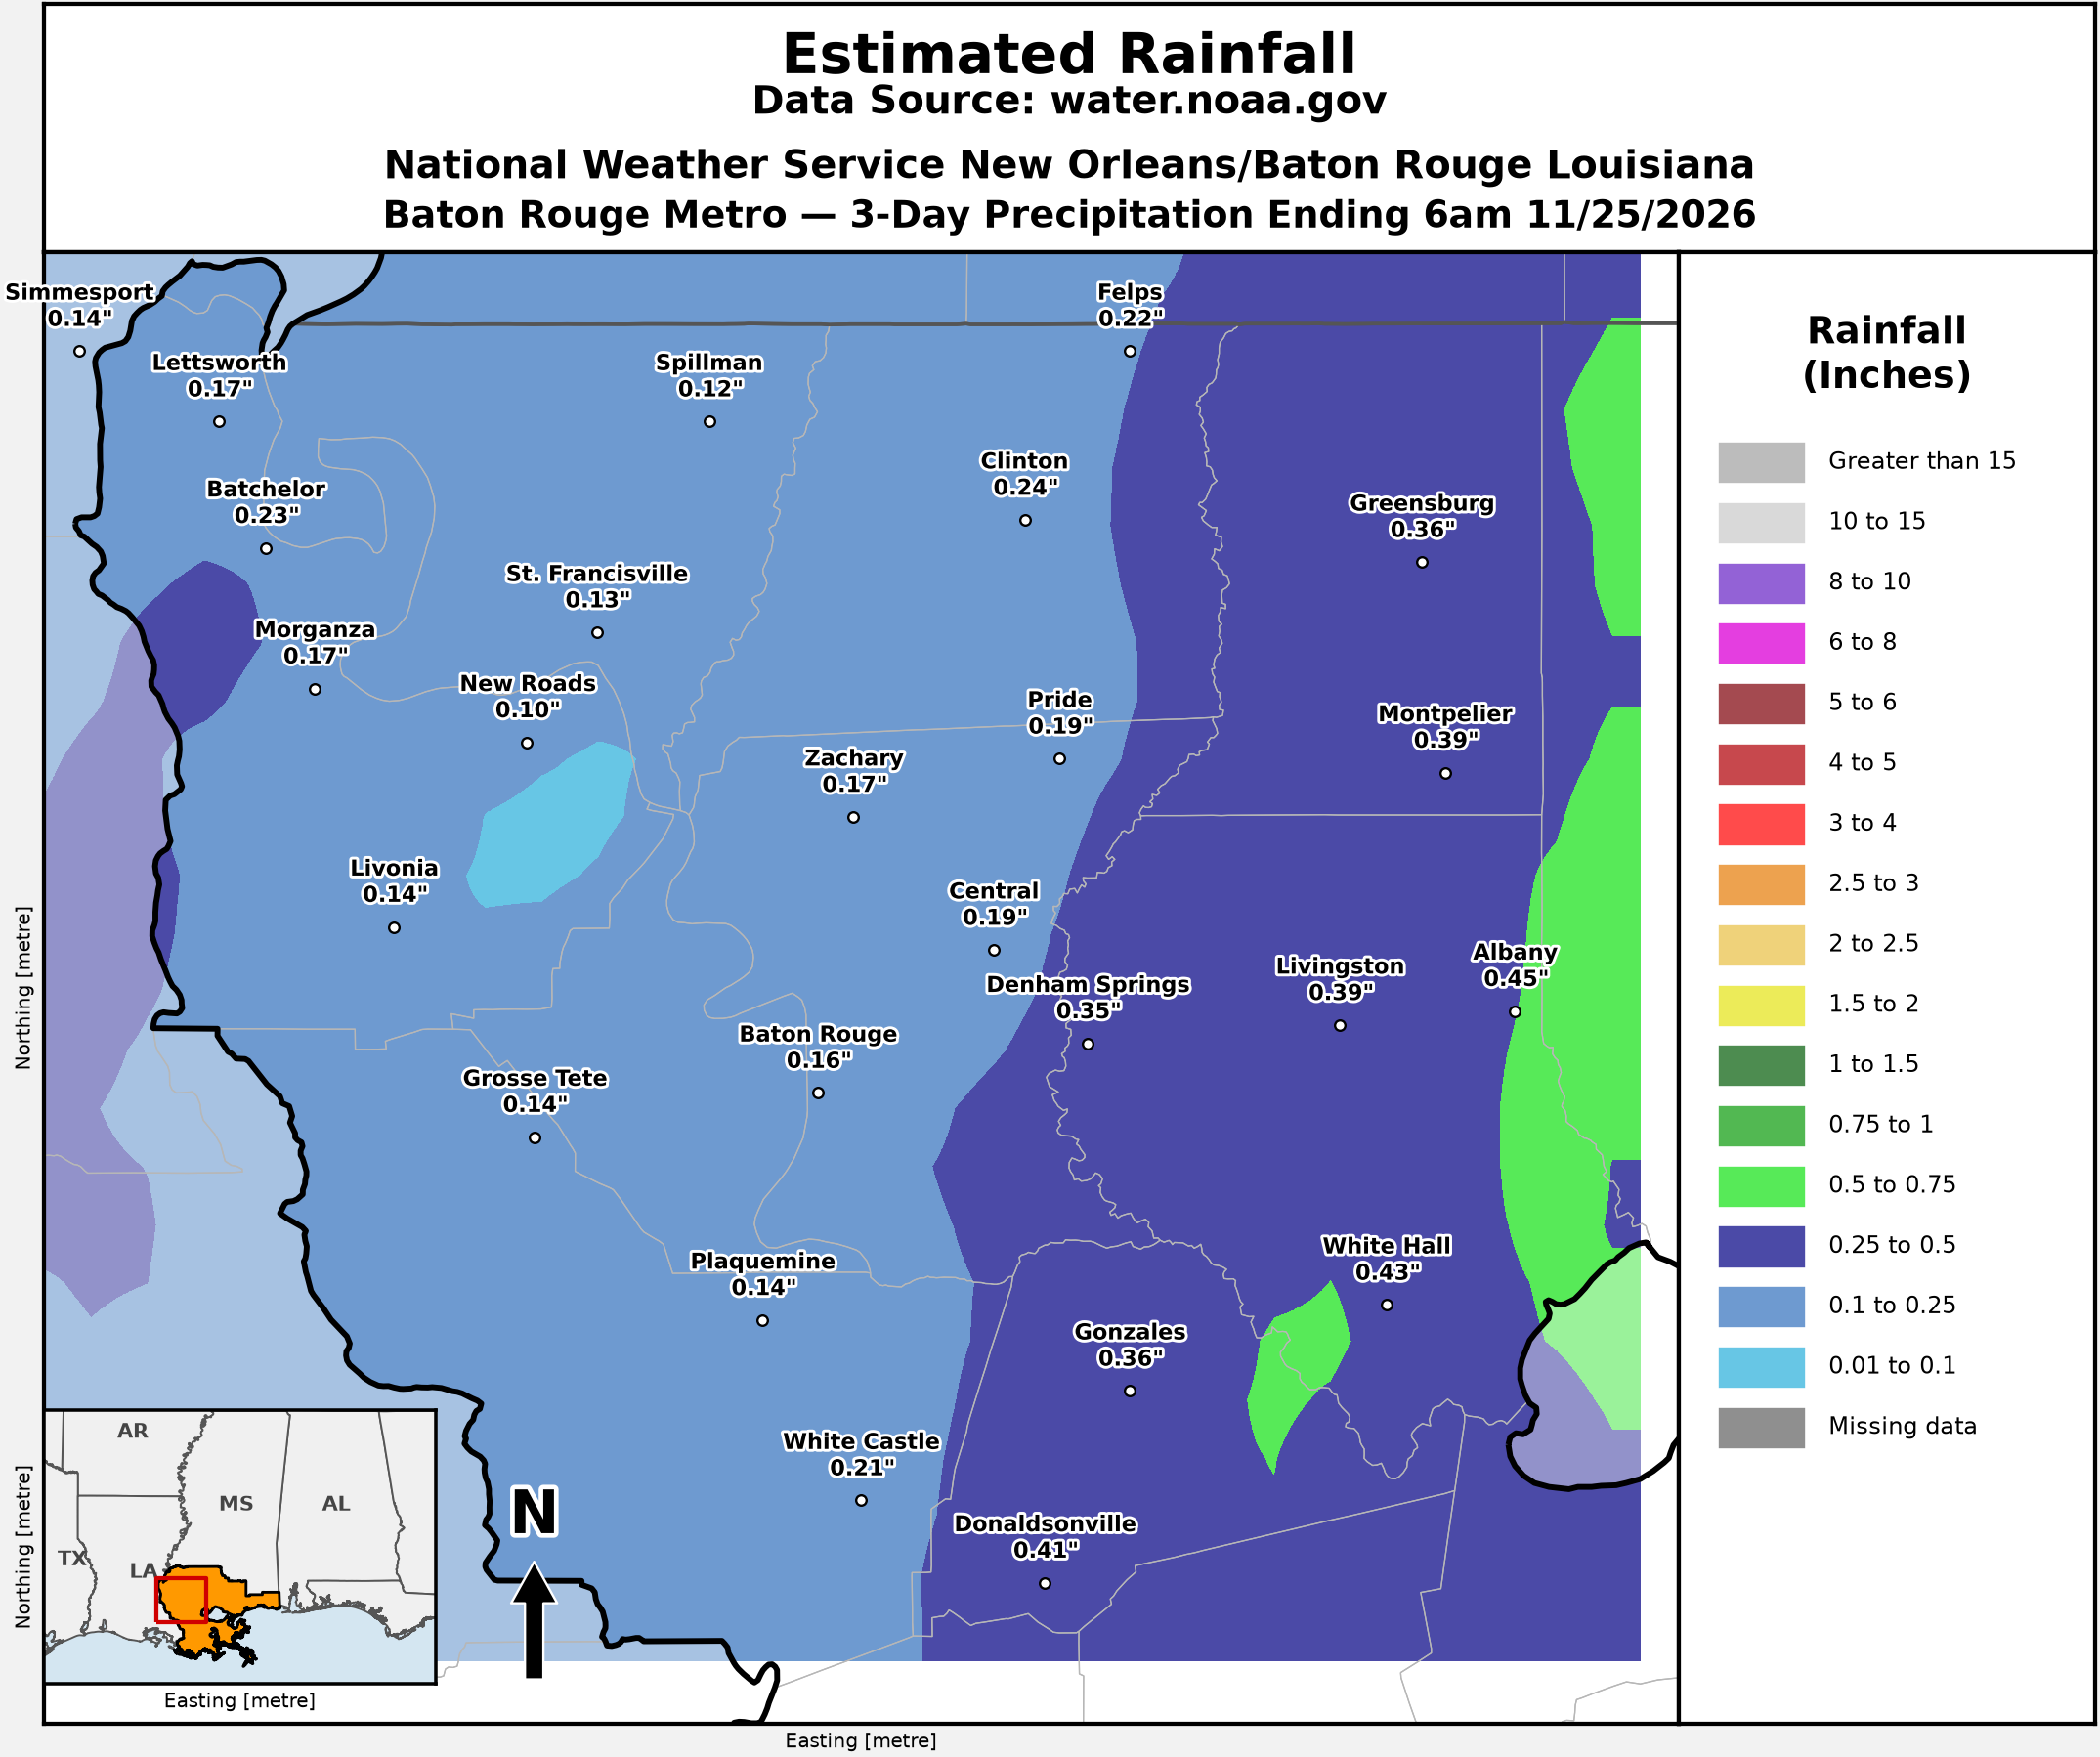 Estimated Rainfall
Data Source: water.noaa.gov
National Weather Service New Orleans/Baton Rouge Louisiana
Baton Rouge Metro — 3-Day Precipitation Ending 6am 11/25/2026
Simmesport
0.14"
Felps
0.22"
Lettsworth
0.17"
Spillman
0.12"
Clinton
0.24"
Batchelor
0.23"
Greensburg
0.36"
St. Francisville
0.13"
Morganza
0.17"
New Roads
0.10"
Pride
0.19"
Montpelier
0.39"
Zachary
0.17"
Livonia
0.14"
Central
0.19"
Albany
0.45"
Livingston
0.39"
Denham Springs
0.35"
Baton Rouge
0.16"
Grosse Tete
0.14"
White Hall
0.43"
Plaquemine
0.14"
Gonzales
0.36"
White Castle
0.21"
Donaldsonville
0.41"
N
AR
MS
AL
TX
LA
Northing [metre]
Northing [metre]
Easting [metre]
Easting [metre]
Rainfall
(Inches)
Greater than 15
10 to 15
8 to 10
6 to 8
5 to 6
4 to 5
3 to 4
2.5 to 3
2 to 2.5
1.5 to 2
1 to 1.5
0.75 to 1
0.5 to 0.75
0.25 to 0.5
0.1 to 0.25
0.01 to 0.1
Missing data